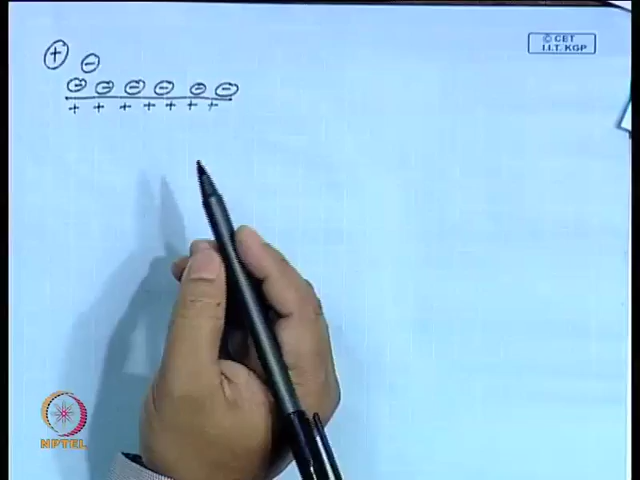 © CET
I.I.T. KGP
+ −
− − − − − −
+ + + + + + +
NPTEL